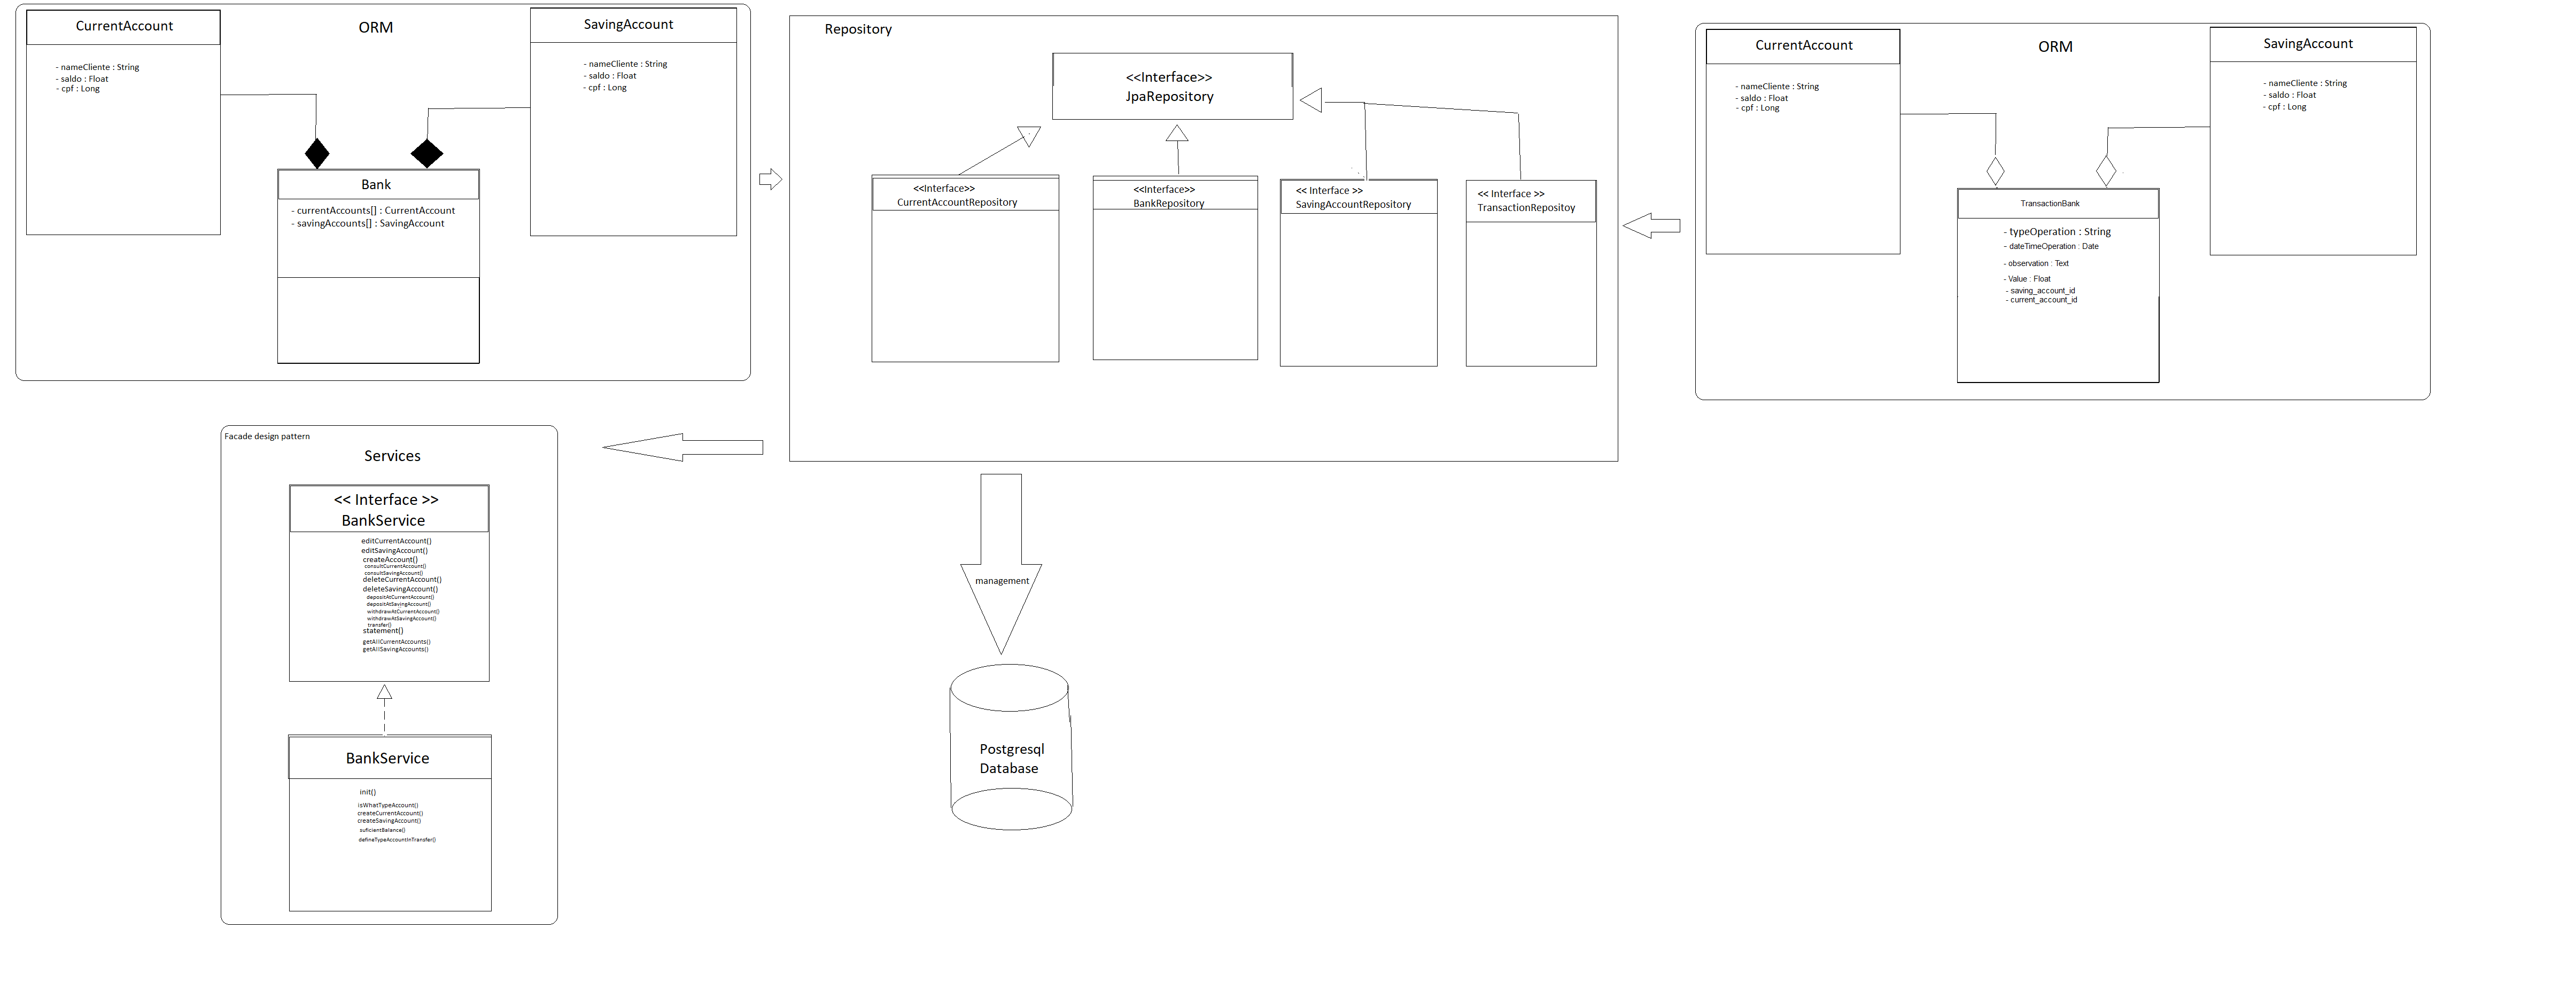 CurrentAccount
- nameCliente : String
- saldo : Float
- cpf : Long
ORM
SavingAccount
- nameCliente : String
- saldo : Float
- cpf : Long
Bank
- currentAccounts[] : CurrentAccount
- savingAccounts[] : SavingAccount
Repository
<<Interface>>
JpaRepository
<<Interface>>
CurrentAccountRepository
<<Interface>>
BankRepository
<< Interface >>
SavingAccountRepository
<< Interface >>
TransactionRepositoy
CurrentAccount
- nameCliente : String
- saldo : Float
- cpf : Long
ORM
SavingAccount
- nameCliente : String
- saldo : Float
- cpf : Long
TransactionBank
- typeOperation : String
- dateTimeOperation : Date
- observation : Text
- Value : Float
- saving_account_id
- current_account_id
Facade design pattern
Services
<< Interface >>
BankService
editCurrentAccount()
editSavingAccount()
createAccount()
consultCurrentAccount()
consultSavingAccount()
deleteCurrentAccount()
deleteSavingAccount()
depositAtCurrentAccount()
depositAtSavingAccount()
withdrawAtCurrentAccount()
withdrawAtSavingAccount()
transfer()
statement()
getAllCurrentAccounts()
getAllSavingAccounts()
BankService
init()
isWhatTypeAccount()
createCurrentAccount()
createSavingAccount()
suficientBalance()
defineTypeAccountInTransfer()
management
Postgresql
Database